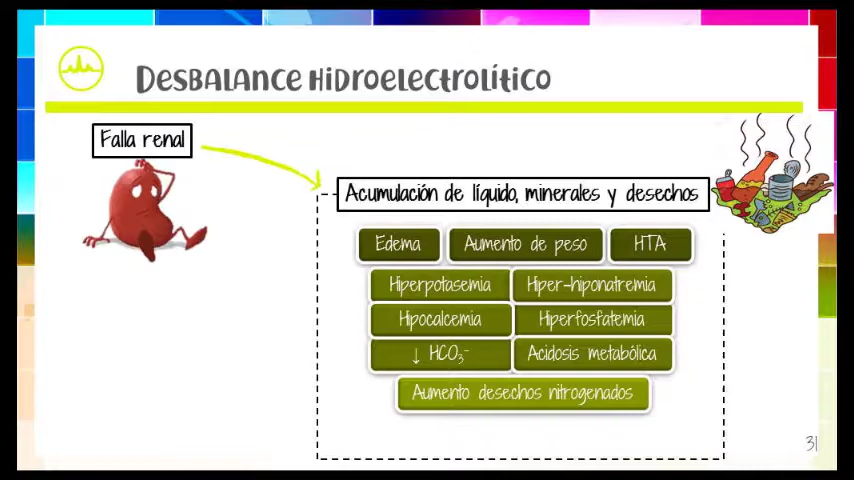 Desbalance hidroelectrolítico
Falla renal
Acumulación de líquido, minerales y desechos
Edema
Aumento de peso
HTA
Hiperpotasemia
Hiper-hiponatremia
Hipocalcemia
Hiperfosfatemia
↓ HCO₃⁻
Acidosis metabólica
Aumento desechos nitrogenados
31